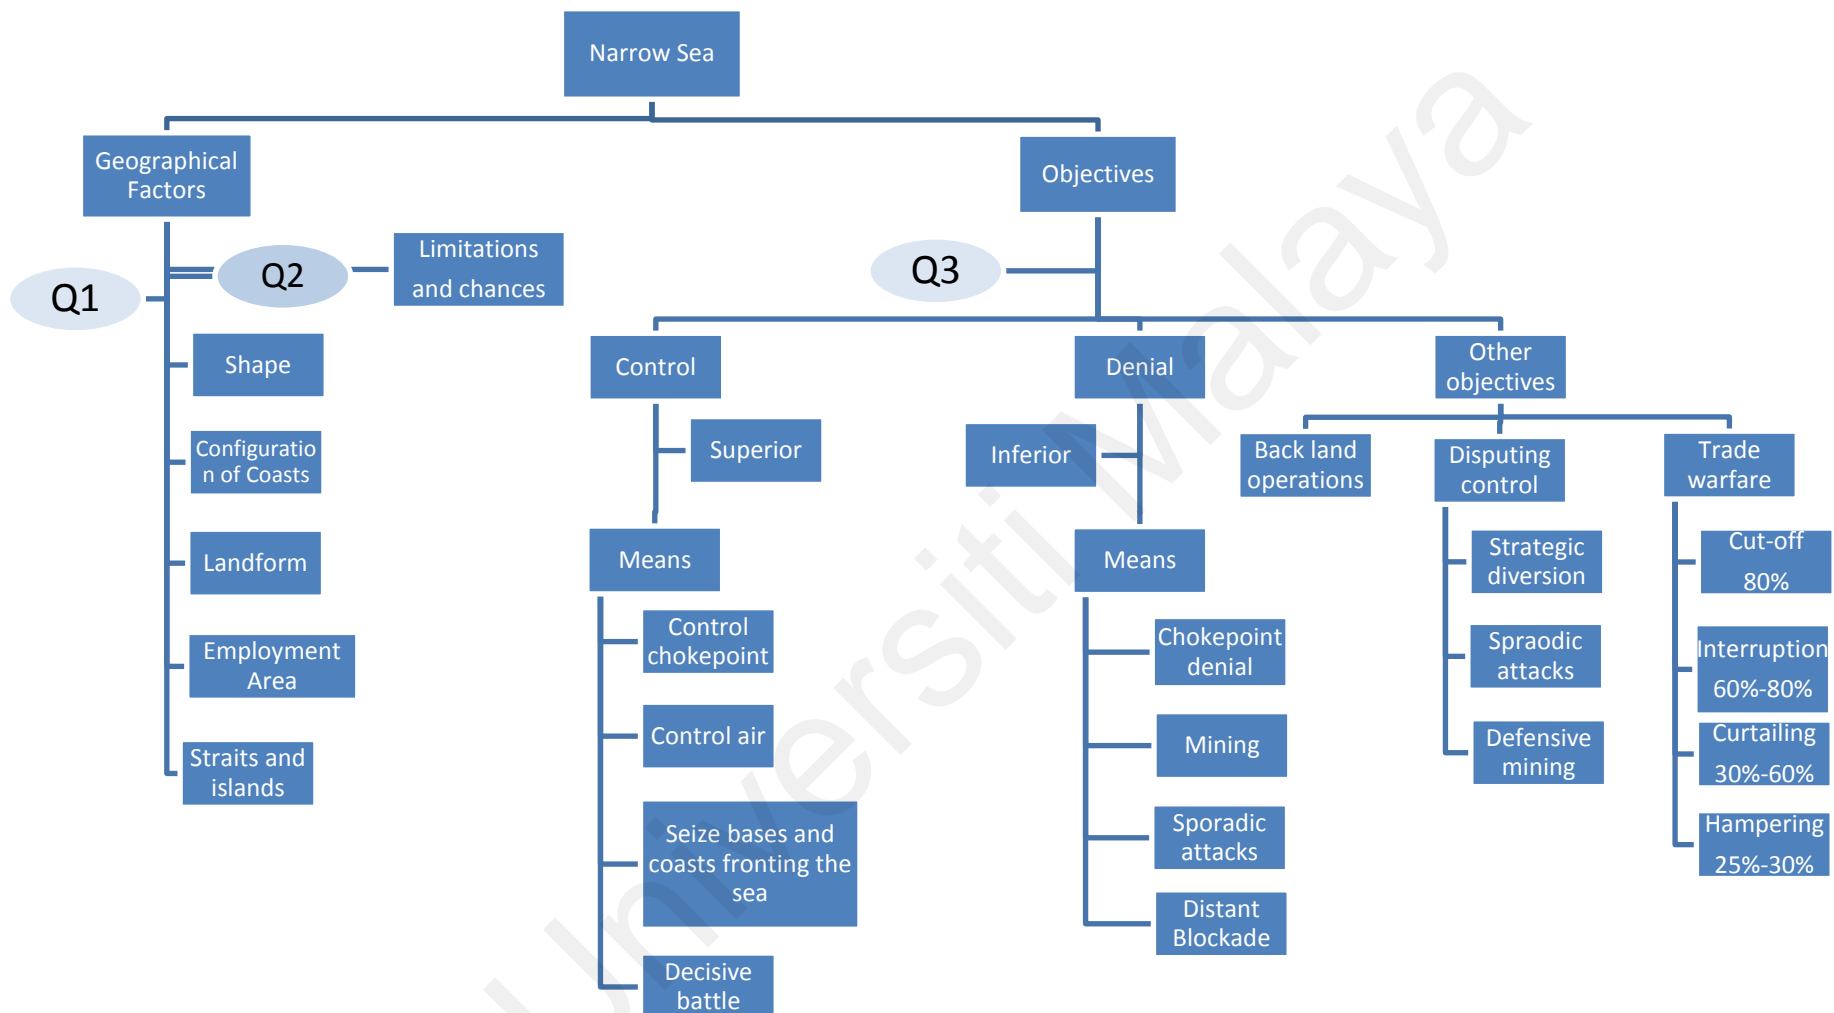 Narrow Sea
Geographical
Factors
Objectives
Q1
Q2
Limitations
and chances
Q3
Shape
Configuratio
n of Coasts
Landform
Employment
Area
Straits and
islands
Control
Superior
Means
Control
chokepoint
Control air
Seize bases and
coasts fronting the
sea
Decisive
battle
Denial
Inferior
Means
Chokepoint
denial
Mining
Sporadic
attacks
Distant
Blockade
Other
objectives
Back land
operations
Disputing
control
Strategic
diversion
Spraodic
attacks
Defensive
mining
Trade
warfare
Cut-off
80%
Interruption
60%-80%
Curtailing
30%-60%
Hampering
25%-30%
Universiti Malaya